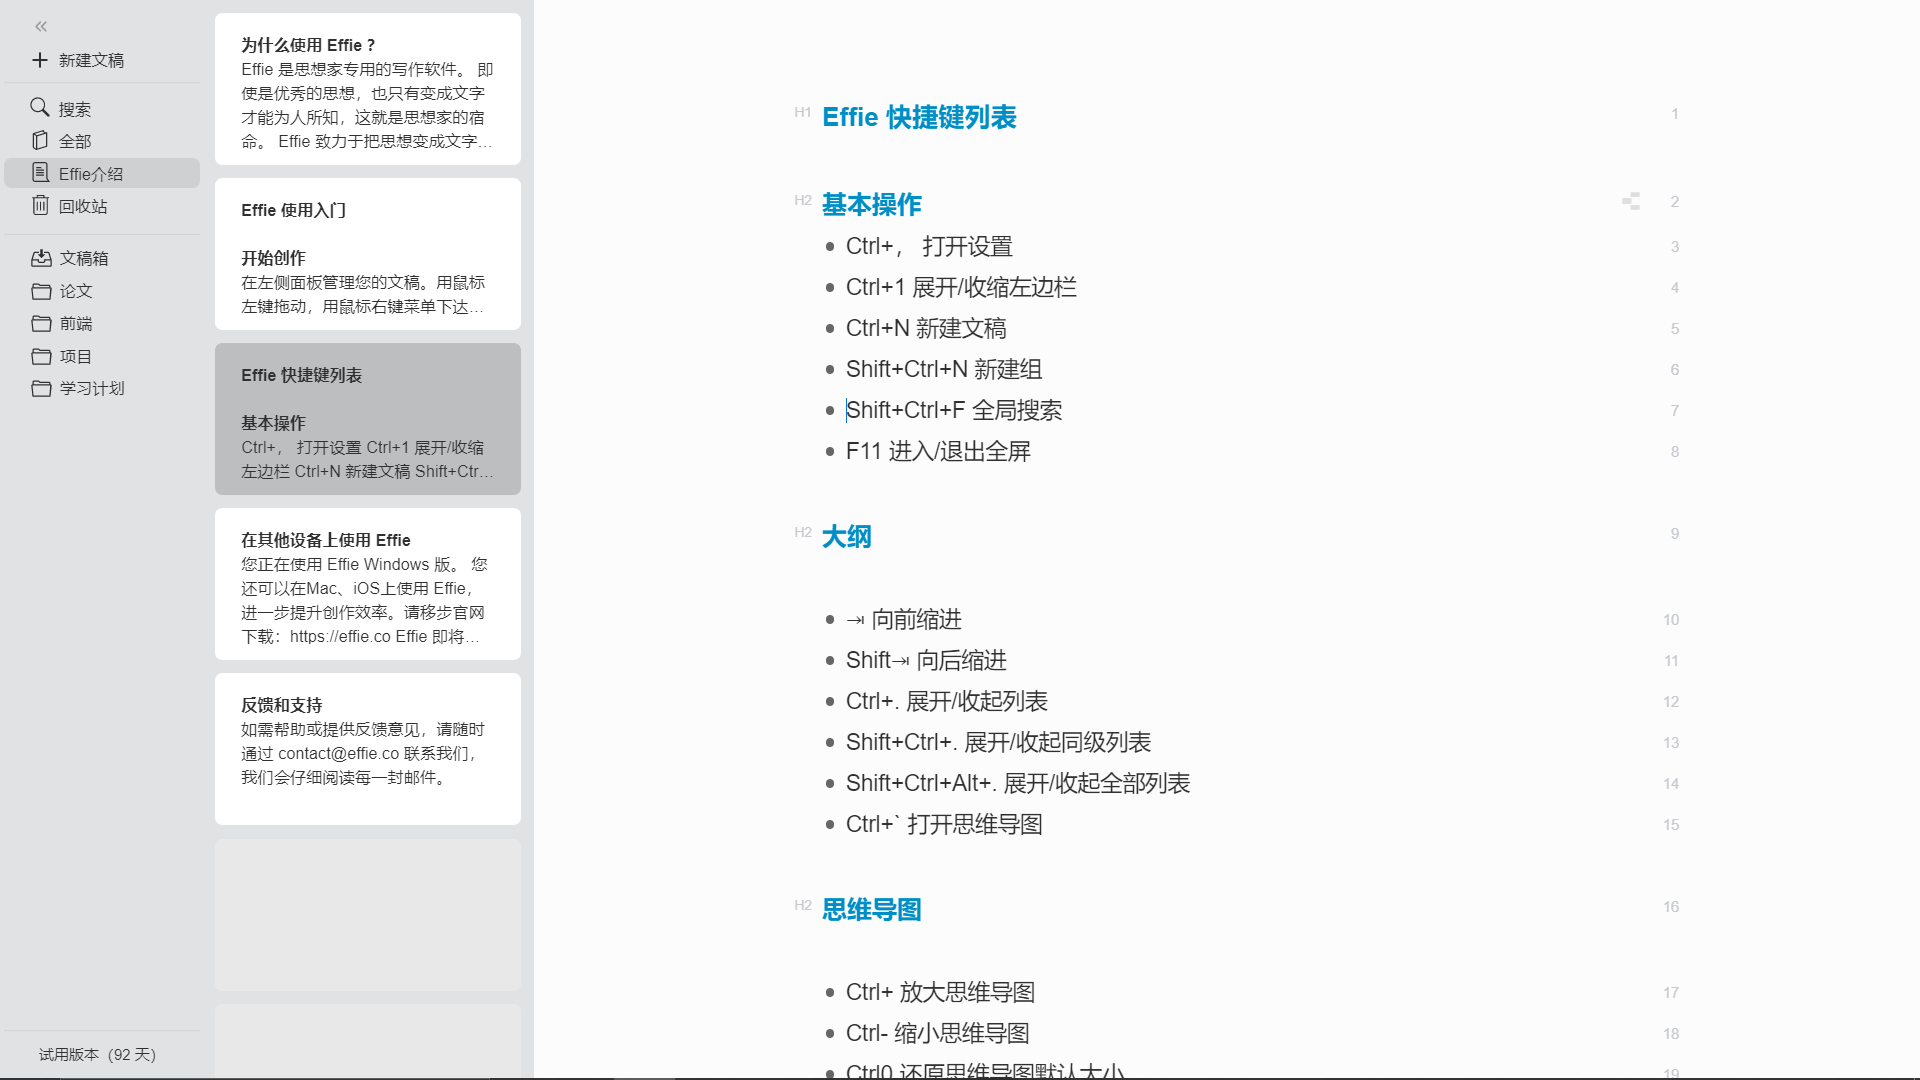 新建文稿
搜索
全部
Effie介绍
回收站
文稿箱
论文
前端
项目
学习计划
试用版本（92 天）
为什么使用 Effie ?
Effie 是思想家专用的写作软件。 即
使是优秀的思想，也只有变成文字
才能为人所知，这就是思想家的宿
命。 Effie 致力于把思想变成文字...
Effie 使用入门
开始创作
在左侧面板管理您的文稿。用鼠标
左键拖动，用鼠标右键菜单下达...
Effie 快捷键列表
基本操作
Ctrl+， 打开设置 Ctrl+1 展开/收缩
左边栏 Ctrl+N 新建文稿 Shift+Ctr...
在其他设备上使用 Effie
您正在使用 Effie Windows 版。 您
还可以在Mac、iOS上使用 Effie，
进一步提升创作效率。请移步官网
下载：https://effie.co Effie 即将...
反馈和支持
如需帮助或提供反馈意见，请随时
通过 contact@effie.co 联系我们，
我们会仔细阅读每一封邮件。
H1 Effie 快捷键列表 1
H2 基本操作 2
Ctrl+， 打开设置 3
Ctrl+1 展开/收缩左边栏 4
Ctrl+N 新建文稿 5
Shift+Ctrl+N 新建组 6
Shift+Ctrl+F 全局搜索 7
F11 进入/退出全屏 8
H2 大纲 9
⇥ 向前缩进 10
Shift⇥ 向后缩进 11
Ctrl+. 展开/收起列表 12
Shift+Ctrl+. 展开/收起同级列表 13
Shift+Ctrl+Alt+. 展开/收起全部列表 14
Ctrl+` 打开思维导图 15
H2 思维导图 16
Ctrl+ 放大思维导图 17
Ctrl- 缩小思维导图 18
Ctrl0 还原思维导图默认大小 19